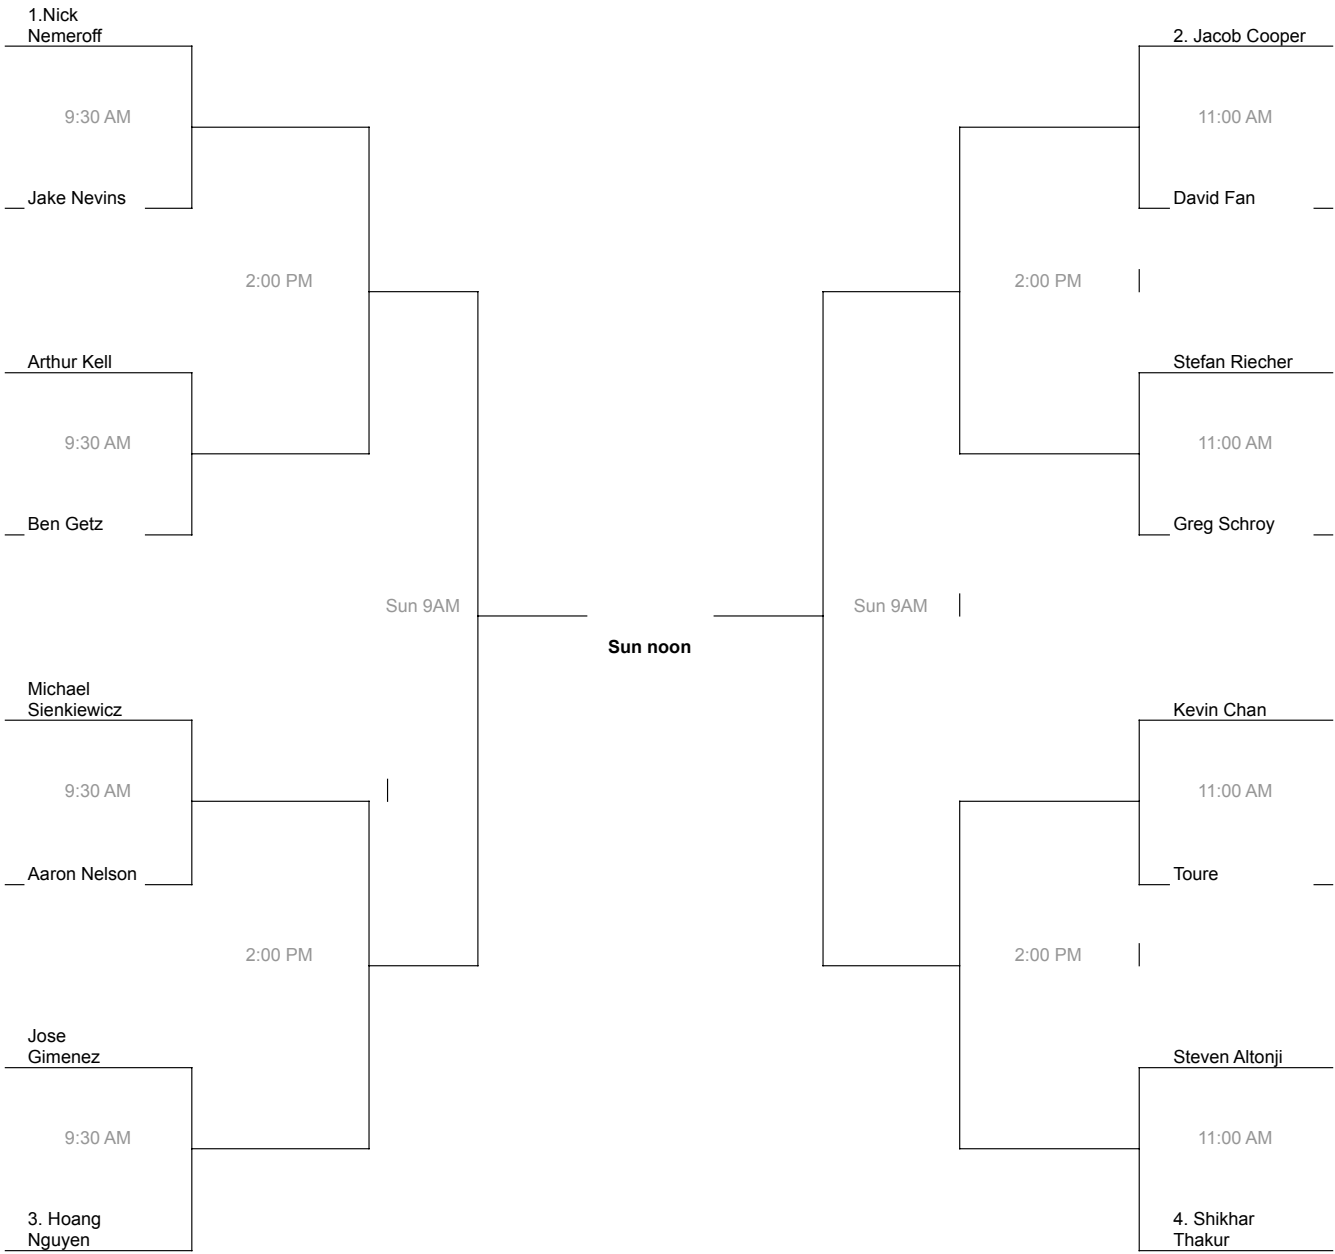 1.Nick
Nemeroff
9:30 AM
Jake Nevins
2:00 PM
Arthur Kell
9:30 AM
Ben Getz
Sun 9AM
Michael
Sienkiewicz
9:30 AM
Aaron Nelson
2:00 PM
Jose
Gimenez
9:30 AM
3. Hoang
Nguyen
Sun noon
2. Jacob Cooper
11:00 AM
David Fan
2:00 PM
Stefan Riecher
11:00 AM
Greg Schroy
Sun 9AM
Kevin Chan
11:00 AM
Toure
2:00 PM
Steven Altonji
11:00 AM
4. Shikhar
Thakur